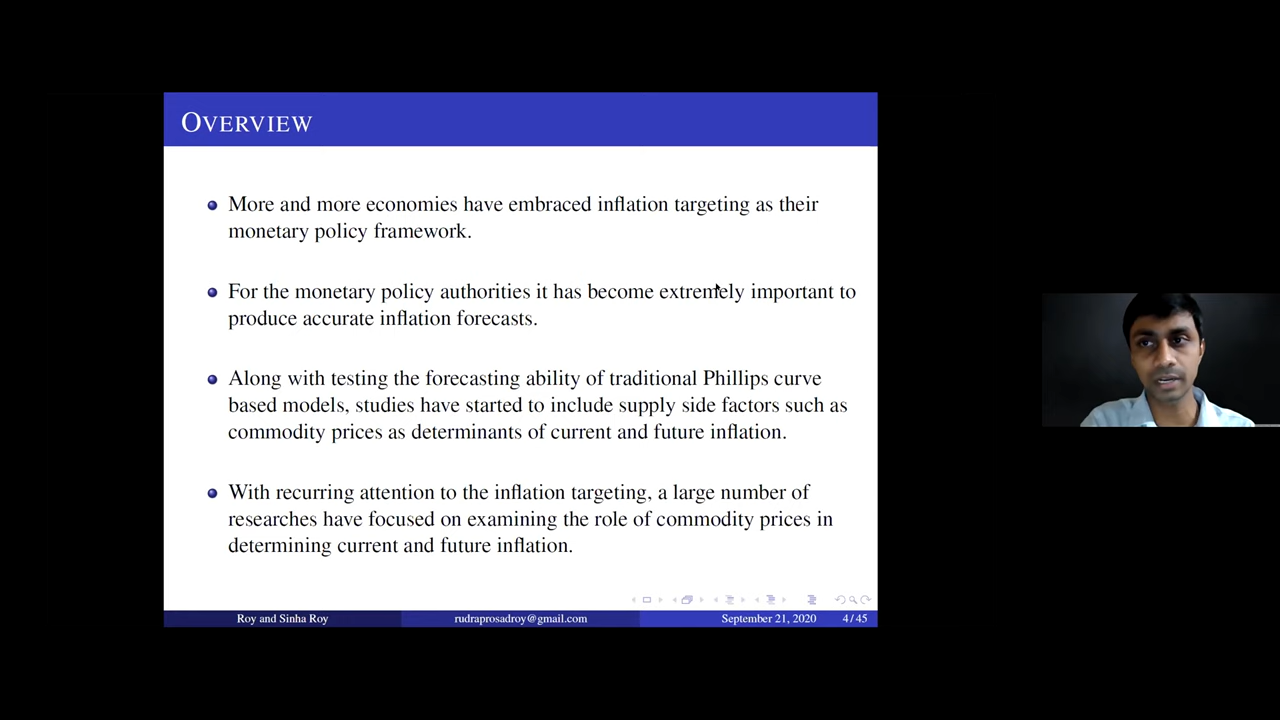 OVERVIEW
More and more economies have embraced inflation targeting as their
monetary policy framework.
For the monetary policy authorities it has become extremely important to
produce accurate inflation forecasts.
Along with testing the forecasting ability of traditional Phillips curve
based models, studies have started to include supply side factors such as
commodity prices as determinants of current and future inflation.
With recurring attention to the inflation targeting, a large number of
researches have focused on examining the role of commodity prices in
determining current and future inflation.
Roy and Sinha Roy rudraprosadroy@gmail.com September 21, 2020 4/45